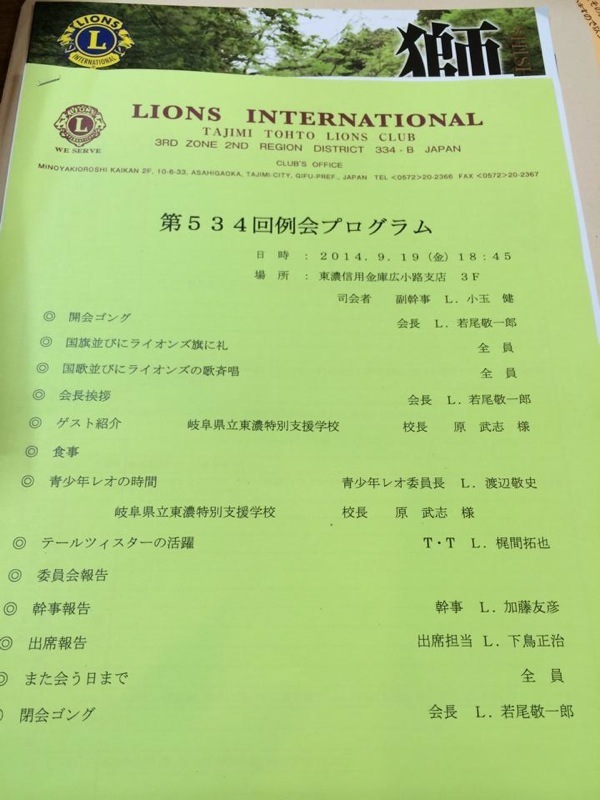 LIONS
L
INTERNATIONAL
獅
LIONS INTERNATIONAL
TAJIMI TOHTO LIONS CLUB
WE SERVE
3RD ZONE 2ND REGION DISTRICT 334-B JAPAN
CLUB'S OFFICE
MINOYAKIOROSHI KAIKAN 2F, 10-6-33, ASAHIGAOKA, TAJIMI-CITY, GIFU-PREF., JAPAN TEL <0572>20-2366 FAX <0572>20-2367
第534回例会プログラム
日 時 : 2014.9.19(金)18:45
場 所 : 東濃信用金庫広小路支店 3F
司会者 副幹事 L.小玉 健
◎ 開会ゴング 会長 L.若尾敬一郎
◎ 国旗並びにライオンズ旗に礼 全 員
◎ 国歌並びにライオンズの歌斉唱 全 員
◎ 会長挨拶 会長 L.若尾敬一郎
◎ ゲスト紹介 岐阜県立東濃特別支援学校 校長 原 武志 様
◎ 食事
◎ 青少年レオの時間 青少年レオ委員長 L.渡辺敬史
岐阜県立東濃特別支援学校 校長 原 武志 様
◎ テールツィスターの活躍 T・T L.梶間拓也
◎ 委員会報告
◎ 幹事報告 幹事 L.加藤友彦
◎ 出席報告 出席担当 L.下鳥正治
◎ また会う日まで 全 員
◎ 閉会ゴング 会長 L.若尾敬一郎